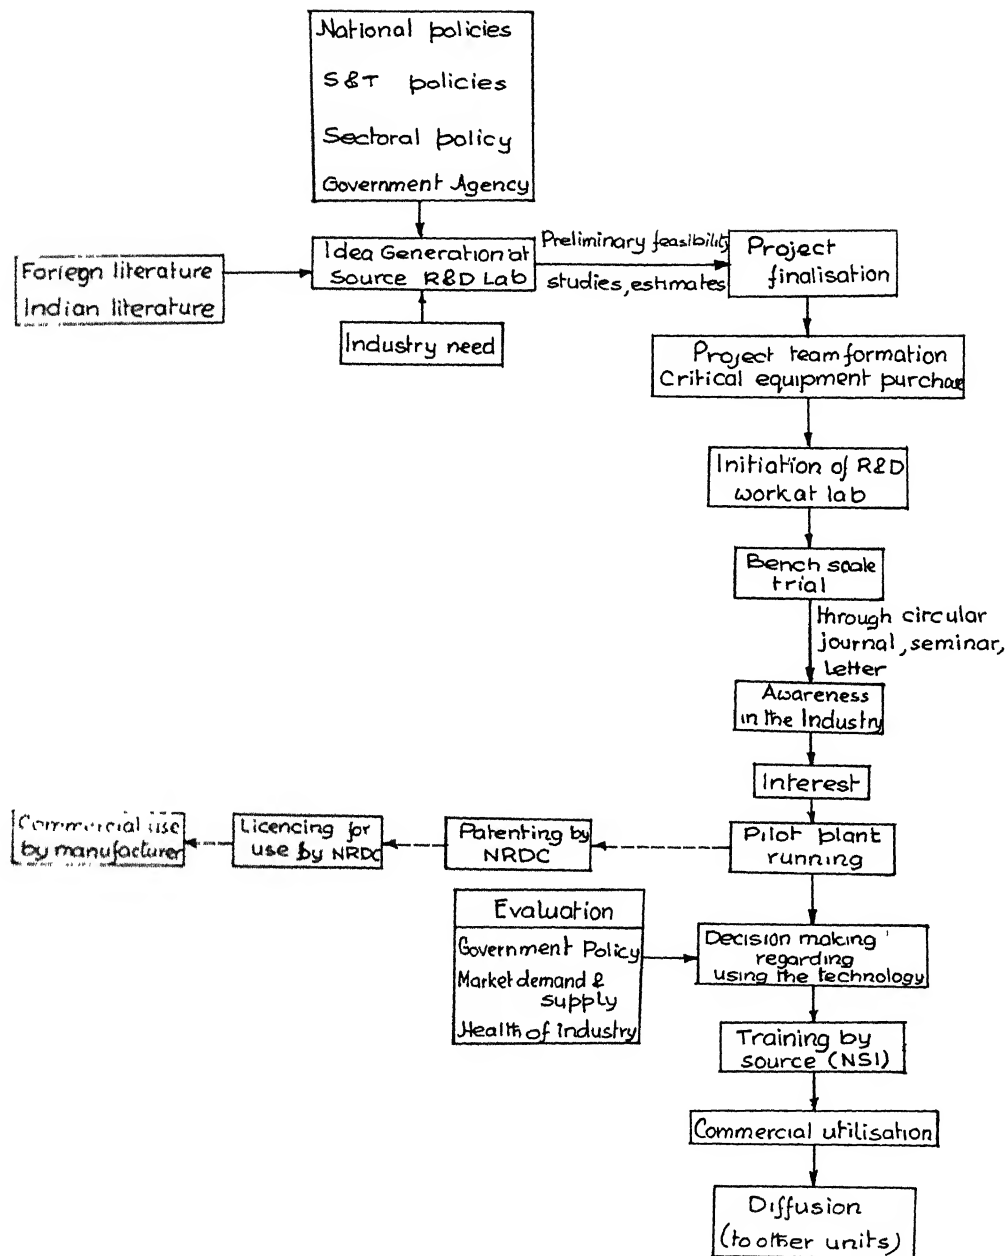 National policies
S&T policies
Sectoral policy
Government Agency
Foriegn literature
Indian literature
Idea Generation at
Source R&D Lab
Preliminary feasibility
studies, estimates
Project
finalisation
Industry need
Project team formation
Critical equipment purchase
Initiation of R&D
work at lab
Bench scale
trial
through circular
journal, seminar,
Letter
Awareness
in the Industry
Interest
Commercial use
by manufacturer
Licencing for
use by NRDC
Patenting by
NRDC
Pilot plant
running
Evaluation
Government Policy
Market demand &
supply
Health of Industry
Decision making
regarding
using the technology
Training by
source (NSI)
Commercial utilisation
Diffusion
(to other units)